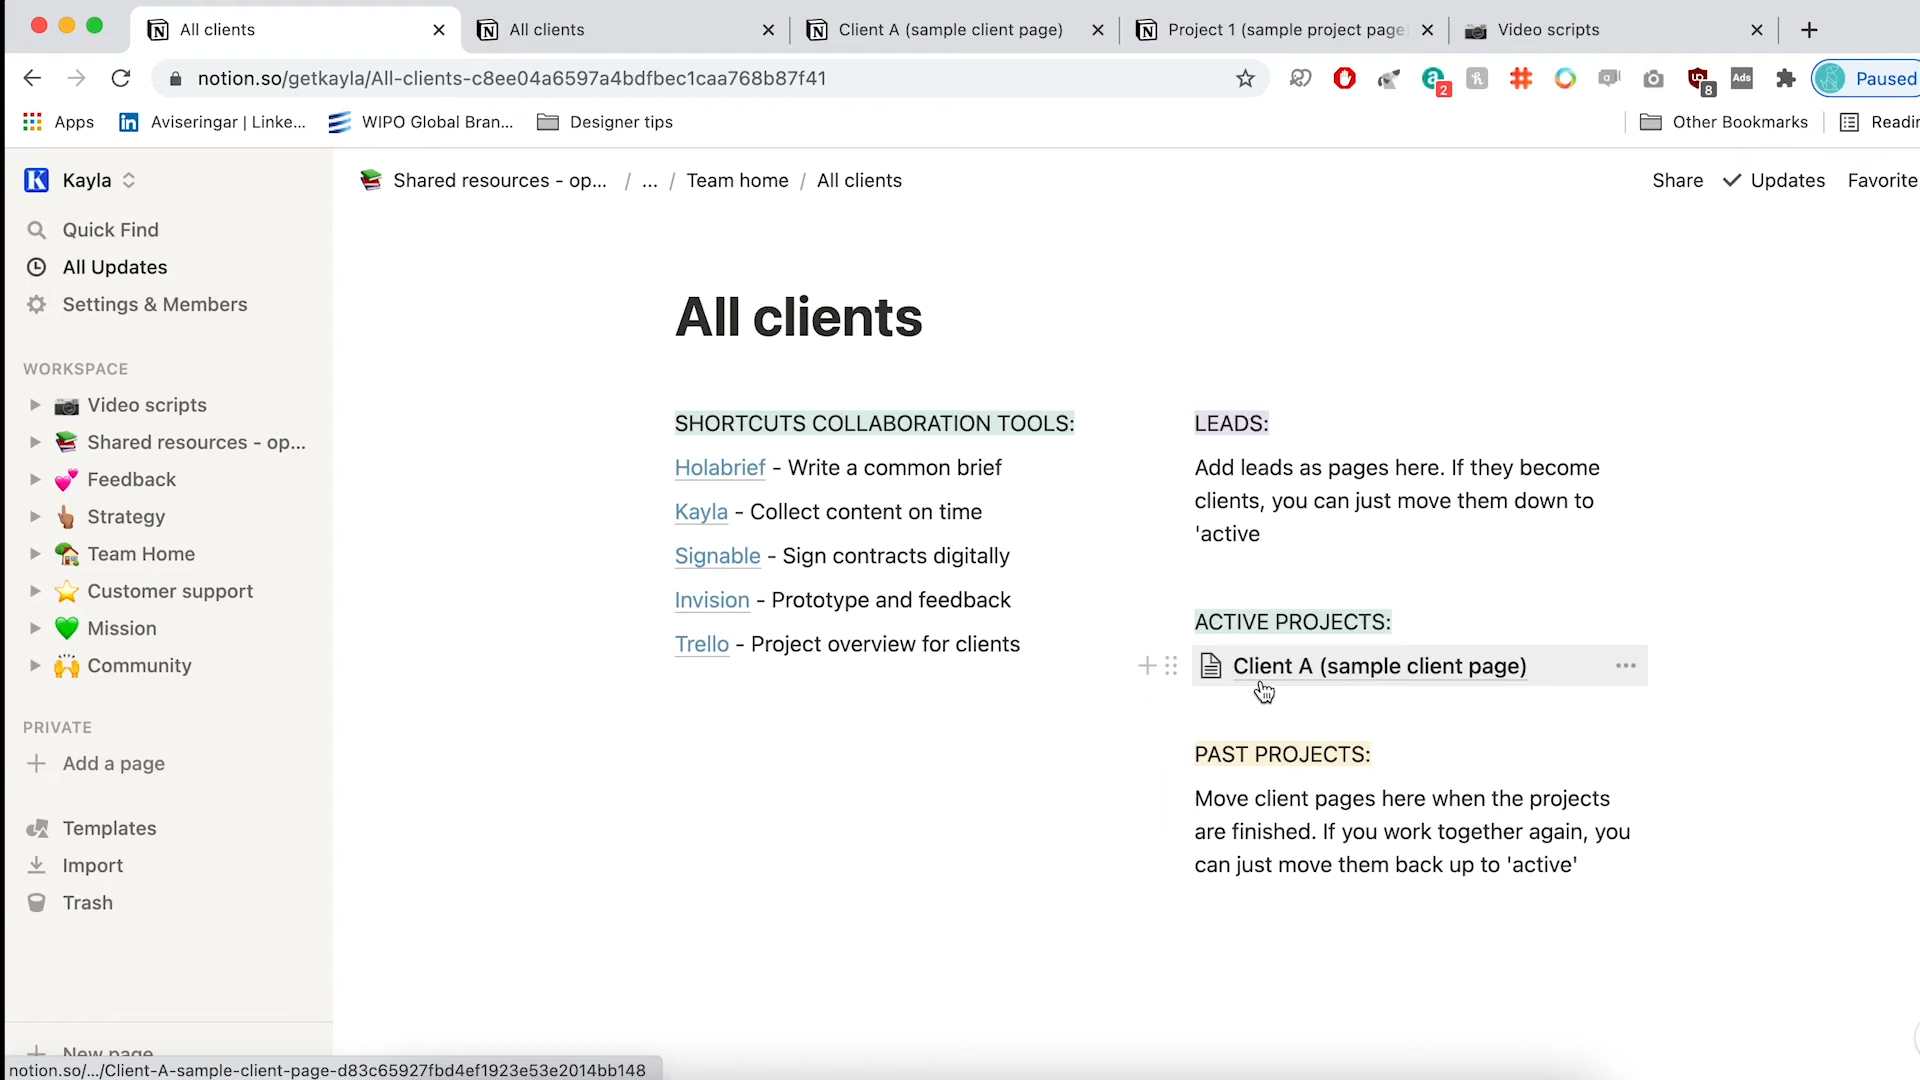 All clients
All clients
Client A (sample client page)
Project 1 (sample project page
Video scripts
notion.so/getkayla/All-clients-c8ee04a6597a4bdfbec1caa768b87f41
2
8
Ads
Paused
Apps
Aviseringar | Linke...
WIPO Global Bran...
Designer tips
Other Bookmarks
Readin
Kayla
Shared resources - op... / ... / Team home / All clients
Share
Updates
Favorite
Quick Find
All Updates
Settings & Members
WORKSPACE
Video scripts
Shared resources - op...
Feedback
Strategy
Team Home
Customer support
Mission
Community
PRIVATE
Add a page
Templates
Import
Trash
New page
notion.so/.../Client-A-sample-client-page-d83c65927fbd4ef1923e53e2014bb148
All clients
SHORTCUTS COLLABORATION TOOLS:
Holabrief - Write a common brief
Kayla - Collect content on time
Signable - Sign contracts digitally
Invision - Prototype and feedback
Trello - Project overview for clients
LEADS:
Add leads as pages here. If they become
clients, you can just move them down to
'active
ACTIVE PROJECTS:
Client A (sample client page)
PAST PROJECTS:
Move client pages here when the projects
are finished. If you work together again, you
can just move them back up to 'active'